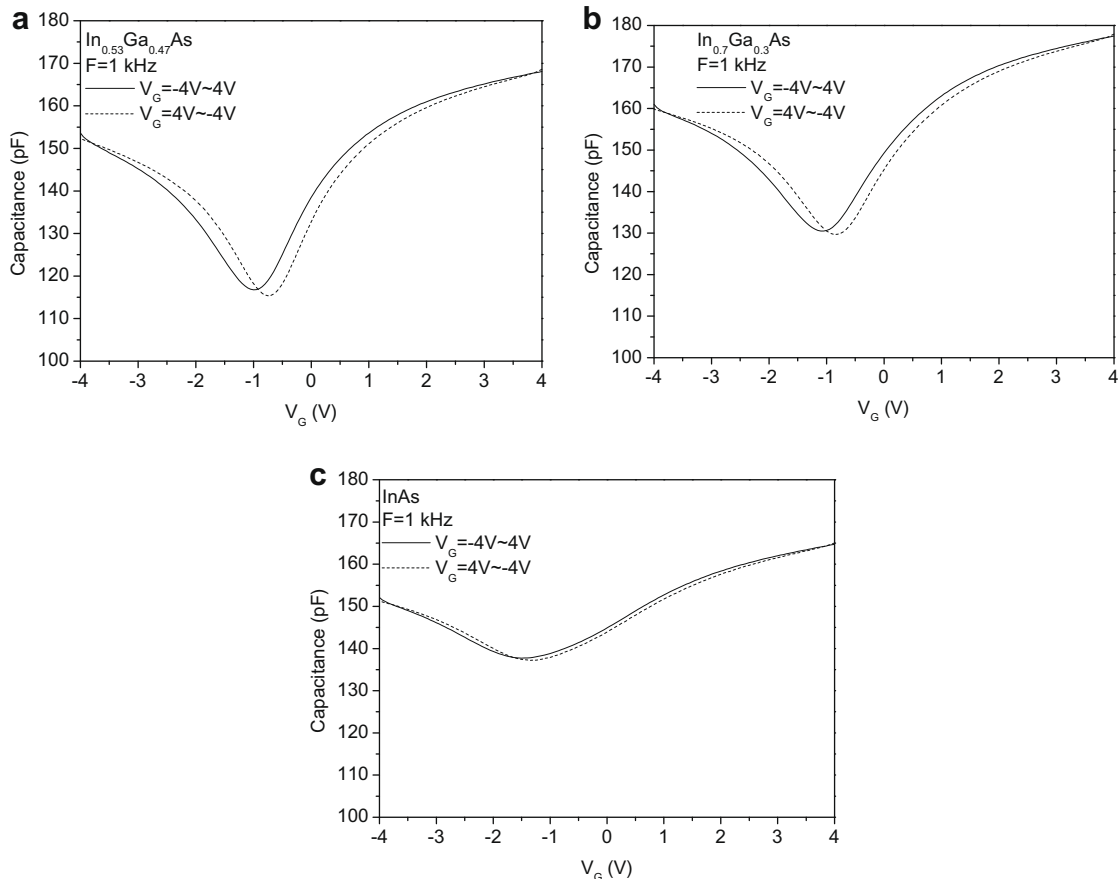 a
In0.53Ga0.47As
F=1 kHz
VG=-4V~4V
VG=4V~-4V
Capacitance (pF)
180
170
160
150
140
130
120
110
100
-4 -3 -2 -1 0 1 2 3 4
VG (V)
b
In0.7Ga0.3As
F=1 kHz
VG=-4V~4V
VG=4V~-4V
Capacitance (pF)
180
170
160
150
140
130
120
110
100
-4 -3 -2 -1 0 1 2 3 4
VG (V)
c
InAs
F=1 kHz
VG=-4V~4V
VG=4V~-4V
Capacitance (pF)
180
170
160
150
140
130
120
110
100
-4 -3 -2 -1 0 1 2 3 4
VG (V)